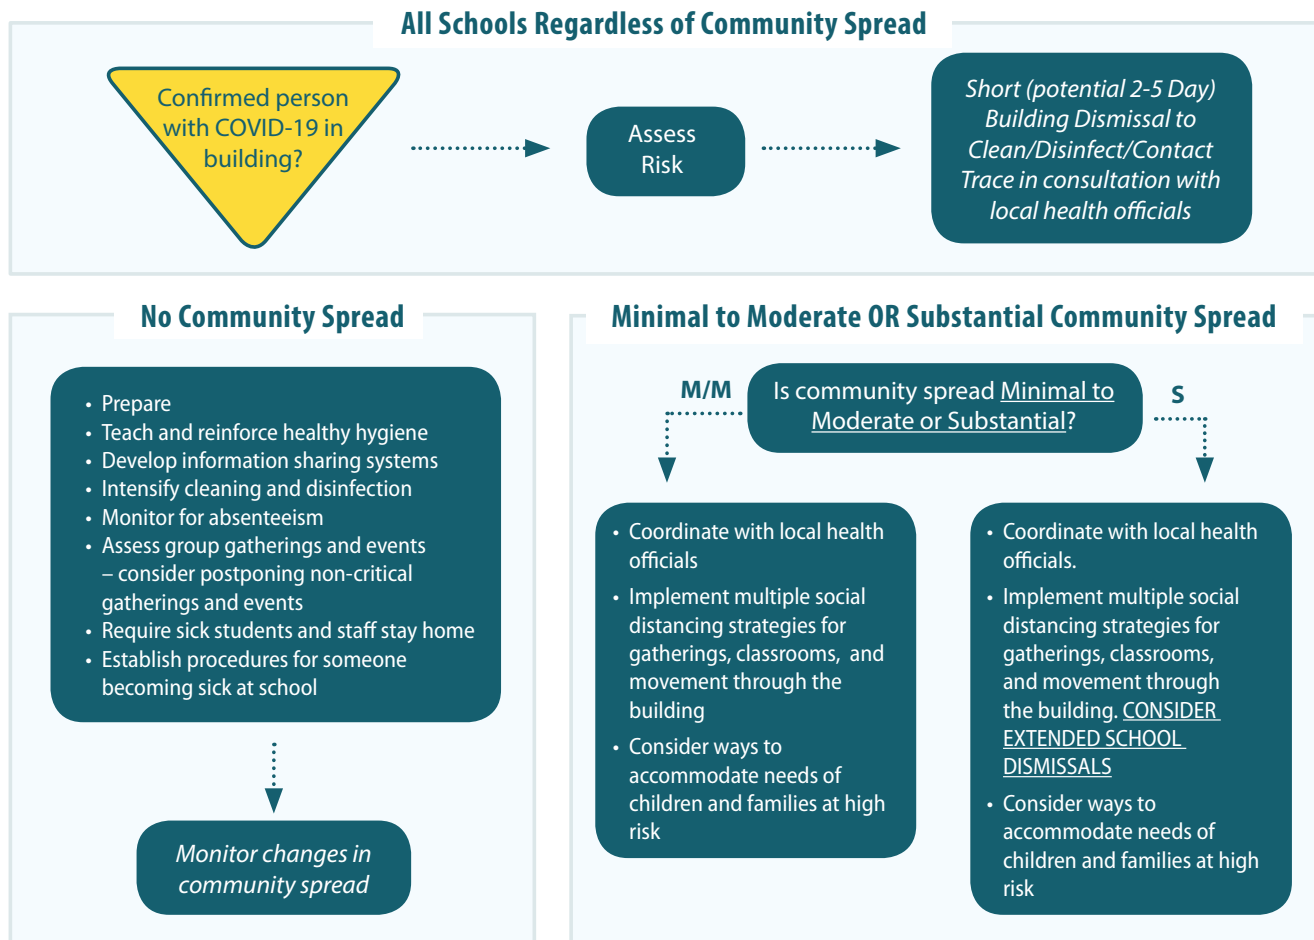 All Schools Regardless of Community Spread
Confirmed person
with COVID-19 in
building?
Assess
Risk
Short (potential 2-5 Day)
Building Dismissal to
Clean/Disinfect/Contact
Trace in consultation with
local health officials
No Community Spread
• Prepare
• Teach and reinforce healthy hygiene
• Develop information sharing systems
• Intensify cleaning and disinfection
• Monitor for absenteeism
• Assess group gatherings and events
– consider postponing non-critical
gatherings and events
• Require sick students and staff stay home
• Establish procedures for someone
becoming sick at school
Monitor changes in
community spread
Minimal to Moderate OR Substantial Community Spread
M/M
Is community spread Minimal to
Moderate or Substantial?
S
• Coordinate with local health
officials
• Implement multiple social
distancing strategies for
gatherings, classrooms, and
movement through the
building
• Consider ways to
accommodate needs of
children and families at high
risk
• Coordinate with local health
officials.
• Implement multiple social
distancing strategies for
gatherings, classrooms,
and movement through
the building. CONSIDER
EXTENDED SCHOOL
DISMISSALS
• Consider ways to
accommodate needs of
children and families at high
risk